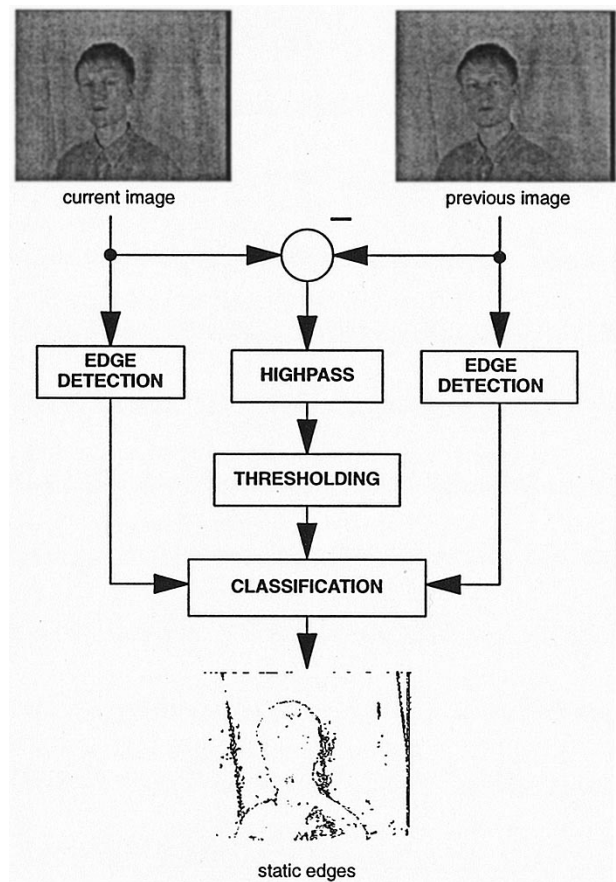 current image
previous image
–
EDGE
DETECTION
HIGHPASS
EDGE
DETECTION
THRESHOLDING
CLASSIFICATION
static edges